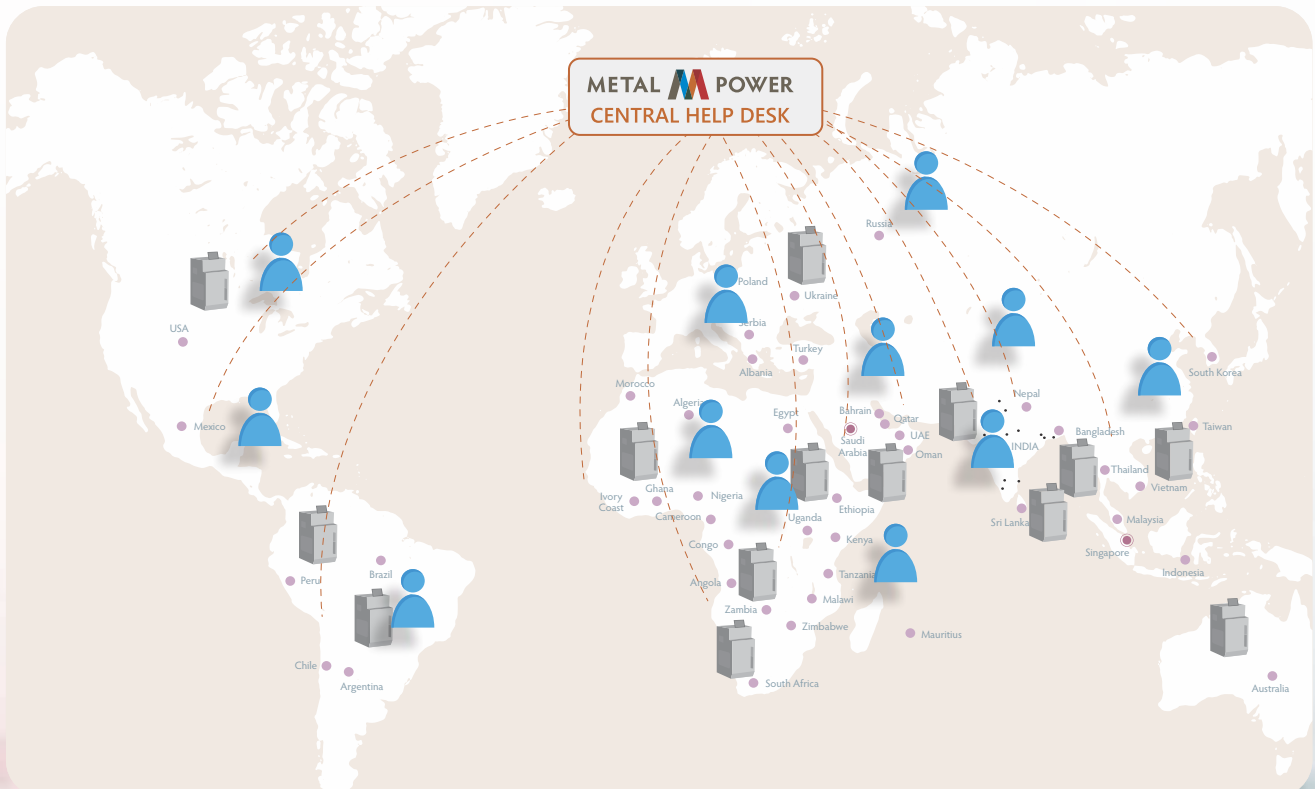 METAL POWER
CENTRAL HELP DESK
Russia
Poland
Ukraine
Serbia
USA
Turkey
Albania
South Korea
Morocco
Algeria
Nepal
Egypt
Bahrain
Qatar
Mexico
Saudi
Arabia
UAE
Oman
INDIA
Bangladesh
Taiwan
Thailand
Vietnam
Ghana
Ivory
Coast
Nigeria
Ethiopia
Cameroon
Uganda
Sri Lanka
Malaysia
Congo
Kenya
Singapore
Brazil
Peru
Angola
Tanzania
Indonesia
Malawi
Zambia
Zimbabwe
Mauritius
Chile
Argentina
South Africa
Australia